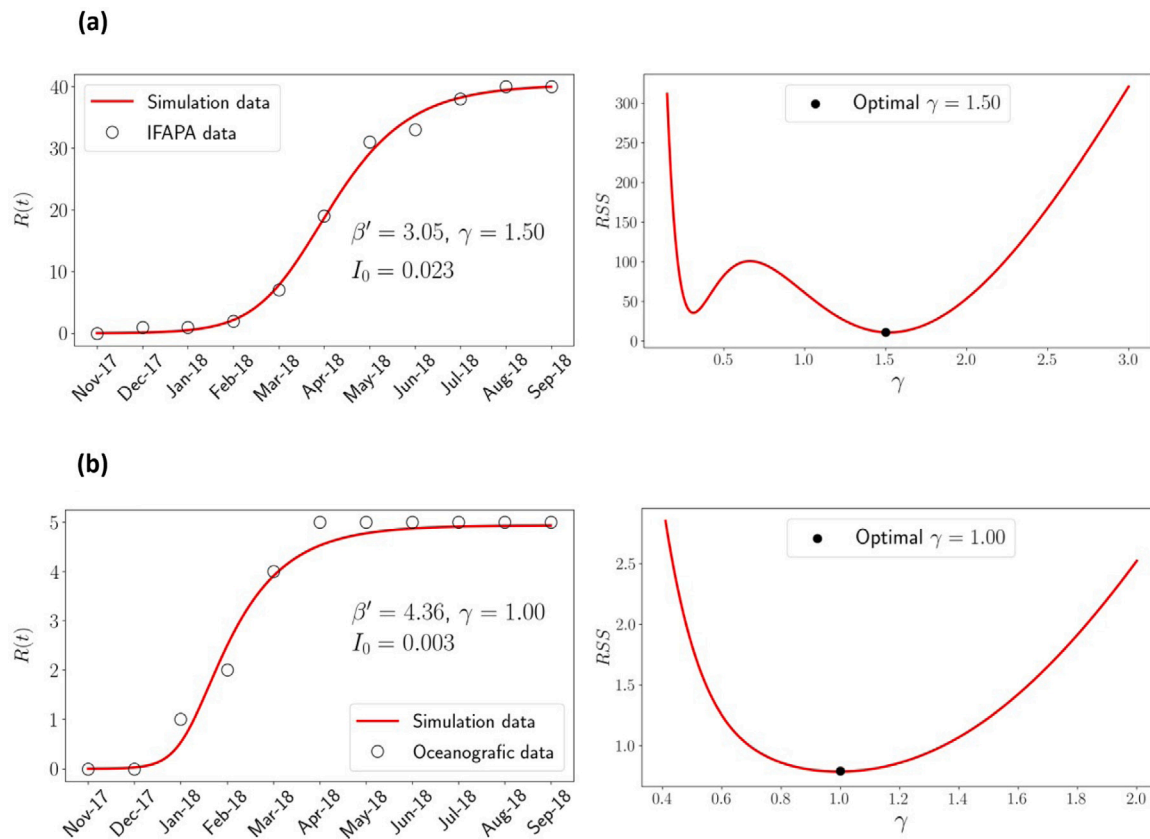 (a)
40
30
20
10
0
R(t)
Simulation data
IFAPA data
β′ = 3.05, γ = 1.50
I₀ = 0.023
Nov-17
Dec-17
Jan-18
Feb-18
Mar-18
Apr-18
May-18
Jun-18
Jul-18
Aug-18
Sep-18
300
250
200
150
100
50
0
RSS
Optimal γ = 1.50
0.5 1.0 1.5 2.0 2.5 3.0
γ
(b)
5
4
3
2
1
0
R(t)
β′ = 4.36, γ = 1.00
I₀ = 0.003
Simulation data
Oceanografic data
Nov-17
Dec-17
Jan-18
Feb-18
Mar-18
Apr-18
May-18
Jun-18
Jul-18
Aug-18
Sep-18
2.5
2.0
1.5
1.0
RSS
Optimal γ = 1.00
0.4 0.6 0.8 1.0 1.2 1.4 1.6 1.8 2.0
γ